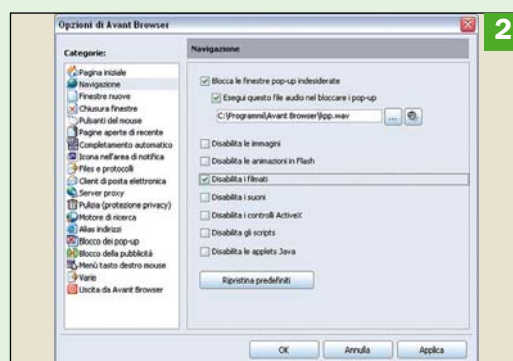 2
Opzioni di Avant Browser
Categorie:
Pagina iniziale
Navigazione
Finestre nuove
Chiusura finestre
Pulsanti del mouse
Pagine aperte di recente
Completamento automatico
Icona nell'area di notifica
Files e protocolli
Client di posta elettronica
Server proxy
Pulizia (protezione privacy)
Motore di ricerca
Alias indirizzi
Blocco dei pop-up
Blocco della pubblicità
Menù tasto destro mouse
Varie
Uscita da Avant Browser
Navigazione
Blocca le finestre pop-up indesiderate
Esegui questo file audio nel bloccare i pop-up
C:\Programmi\Avant Browser\kpp.wav
...
Disabilita le immagini
Disabilita le animazioni in Flash
Disabilita i filmati
Disabilita i suoni
Disabilita i controlli ActiveX
Disabilita gli scripts
Disabilita le applets Java
Ripristina predefiniti
OK Annulla Applica